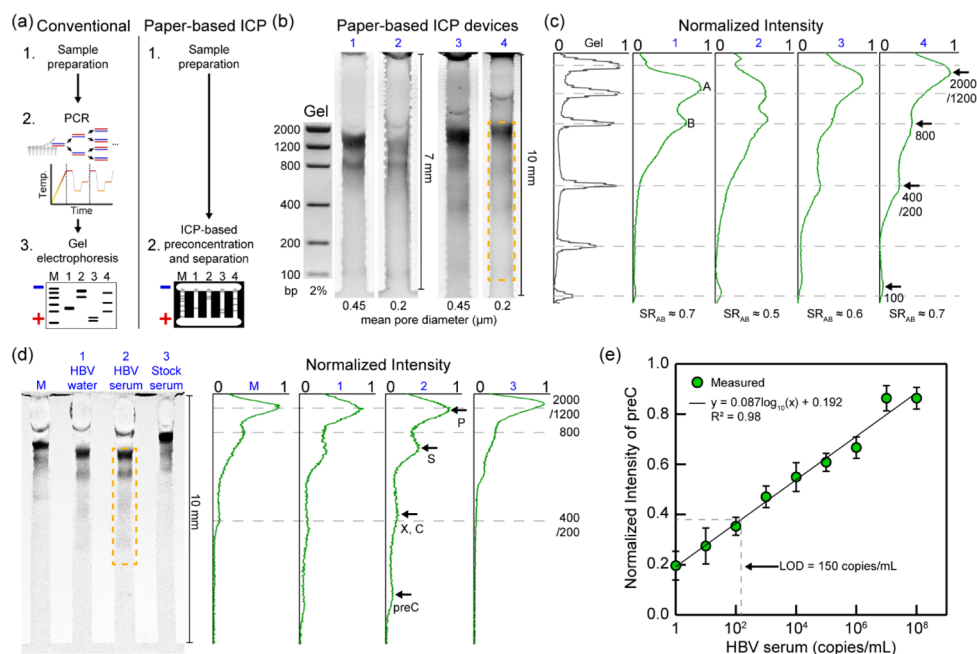 (a)
Conventional
Paper-based ICP
1.
Sample
preparation
2.
PCR
...
Temp.
Time
3.
Gel
electrophoresis
M 1 2 3 4
−
+
1.
Sample
preparation
2.
ICP-based
preconcentration
and separation
M 1 2 3 4
−
+
(b)
Paper-based ICP devices
1 2 3 4
Gel
2000
1200
800
400
200
100
bp
2%
7 mm
10 mm
0.45 0.2 0.45 0.2
mean pore diameter (μm)
(c)
Normalized Intensity
0 Gel 1 0 1 0 1 0 1 0 1
1 2 3 4
A
B
2000
/1200
800
400
/200
100
SRAB ≈ 0.7 SRAB ≈ 0.5 SRAB ≈ 0.6 SRAB ≈ 0.7
(d)
M
1
HBV
water
2
HBV
serum
3
Stock
serum
10 mm
Normalized Intensity
0 1 0 1 0 1 0 1
M 1 2 3
2000
/1200
800
400
/200
P
S
X, C
preC
(e)
Normalized Intensity of preC
1.0
0.8
0.6
0.4
0.2
0.0
Measured
y = 0.087log10(x) + 0.192
R² = 0.98
LOD = 150 copies/mL
1 10² 10⁴ 10⁵ 10⁶ 10⁸
HBV serum (copies/mL)